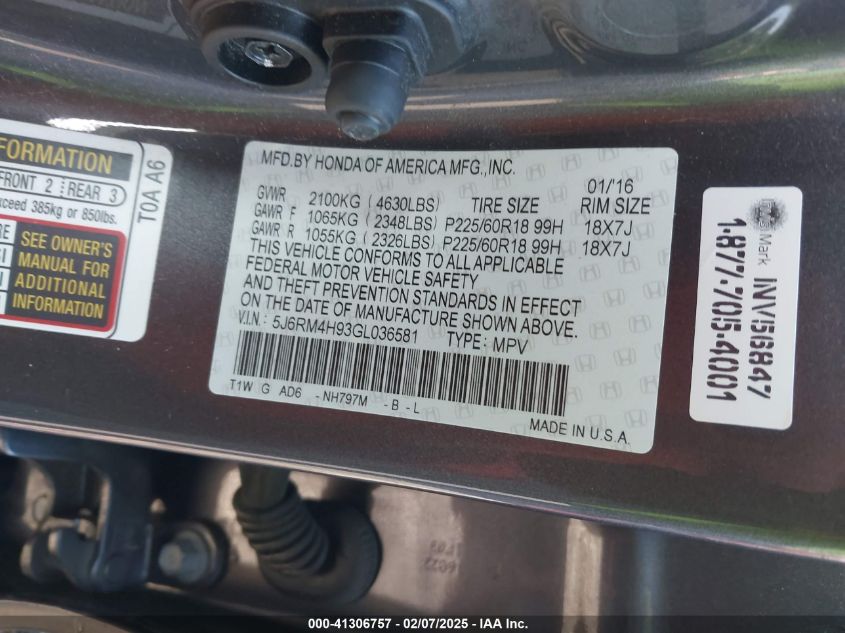 FORMATION
FRONT 2 REAR 3
xceed 385kg or 850lbs.
SEE OWNER'S
MANUAL FOR
ADDITIONAL
INFORMATION
T0A A6
MFD.BY HONDA OF AMERICA MFG.,INC.
01/'16
GVWR 2100KG (4630LBS) TIRE SIZE RIM SIZE
GAWR F 1065KG (2348LBS) P225/60R18 99H 18X7J
GAWR R 1055KG (2326LBS) P225/60R18 99H 18X7J
THIS VEHICLE CONFORMS TO ALL APPLICABLE
FEDERAL MOTOR VEHICLE SAFETY
AND THEFT PREVENTION STANDARDS IN EFFECT
ON THE DATE OF MANUFACTURE SHOWN ABOVE.
V.I.N.: 5J6RM4H93GL036581 TYPE: MPV
T1W G AD6 -NH797M -B-L
MADE IN U.S.A.
Mark INV156847
1-877-705-4001
000-41306757 - 02/07/2025 - IAA Inc.